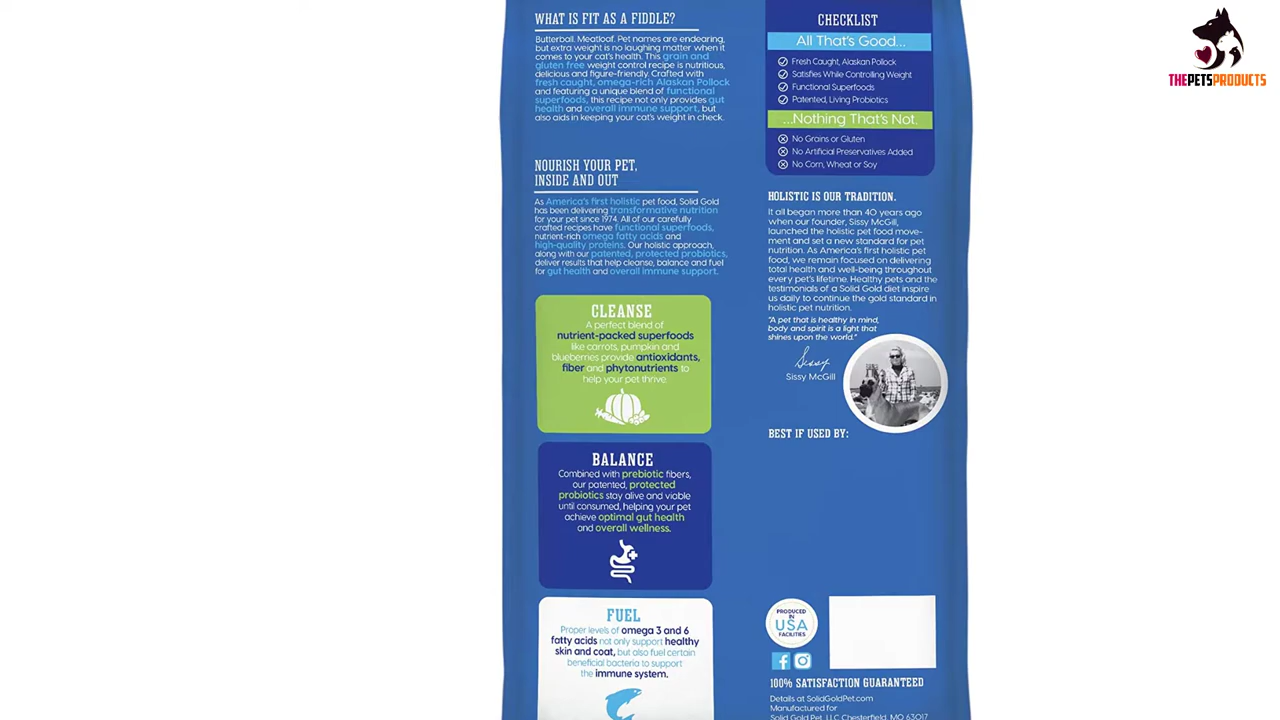 WHAT IS FIT AS A FIDDLE?
Butterball. Meatloaf. Pet names are endearing,
but extra weight is no laughing matter when it
comes to your cat's health. This grain and
gluten free weight control recipe is nutritious,
delicious and figure-friendly. Crafted with
fresh caught, omega-rich Alaskan Pollock
and featuring a unique blend of functional
superfoods, this recipe not only provides gut
health and overall immune support, but
also aids in keeping your cat's weight in check.
NOURISH YOUR PET,
INSIDE AND OUT
As America's first holistic pet food, Solid Gold
has been delivering transformative nutrition
for your pet since 1974. All of our carefully
crafted recipes have functional superfoods,
nutrient-rich omega fatty acids and
high-quality proteins. Our holistic approach,
along with our patented, protected probiotics,
deliver results that help cleanse, balance and fuel
for gut health and overall immune support.
CLEANSE
A perfect blend of
nutrient-packed superfoods
like carrots, pumpkin and
blueberries provide antioxidants,
fiber and phytonutrients to
help your pet thrive.
BALANCE
Combined with prebiotic fibers,
our patented, protected
probiotics stay alive and viable
until consumed, helping your pet
achieve optimal gut health
and overall wellness.
FUEL
Proper levels of omega 3 and 6
fatty acids not only support healthy
skin and coat, but also fuel certain
beneficial bacteria to support
the immune system.
CHECKLIST
All That's Good...
Fresh Caught, Alaskan Pollock
Satisfies While Controlling Weight
Functional Superfoods
Patented, Living Probiotics
...Nothing That's Not.
No Grains or Gluten
No Artificial Preservatives Added
No Corn, Wheat or Soy
HOLISTIC IS OUR TRADITION.
It all began more than 40 years ago
when our founder, Sissy McGill,
launched the holistic pet food move-
ment and set a new standard for pet
nutrition. As America's first holistic pet
food, we remain focused on delivering
total health and well-being throughout
every pet's lifetime. Healthy pets and the
testimonials of a Solid Gold diet inspire
us daily to continue the gold standard in
holistic pet nutrition.
"A pet that is healthy in mind,
body and spirit is a light that
shines upon the world."
Sissy
Sissy McGill
BEST IF USED BY:
PRODUCED
IN
USA
FACILITIES
100% SATISFACTION GUARANTEED
Details at SolidGoldPet.com
Manufactured for
Solid Gold Pet, LLC Chesterfield, MO 63017
THEPETSPRODUCTS